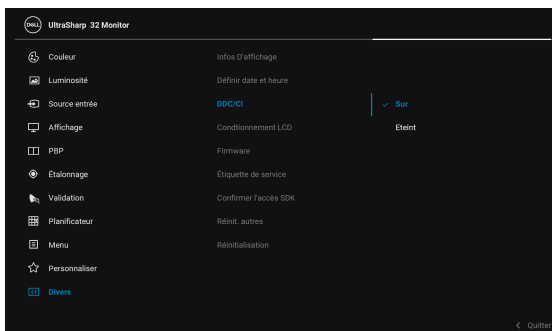 DELL UltraSharp 32 Monitor
Couleur Infos D'affichage
Luminosité Définir date et heure
Source entrée DDC/CI Sur
Affichage Condtionnement LCD Eteint
PBP Firmware
Étalonnage Étiquette de service
Validation Confirmer l'accès SDK
Planificateur Réinit. autres
Menu Réinitialisation
Personnaliser
Divers
Quitter